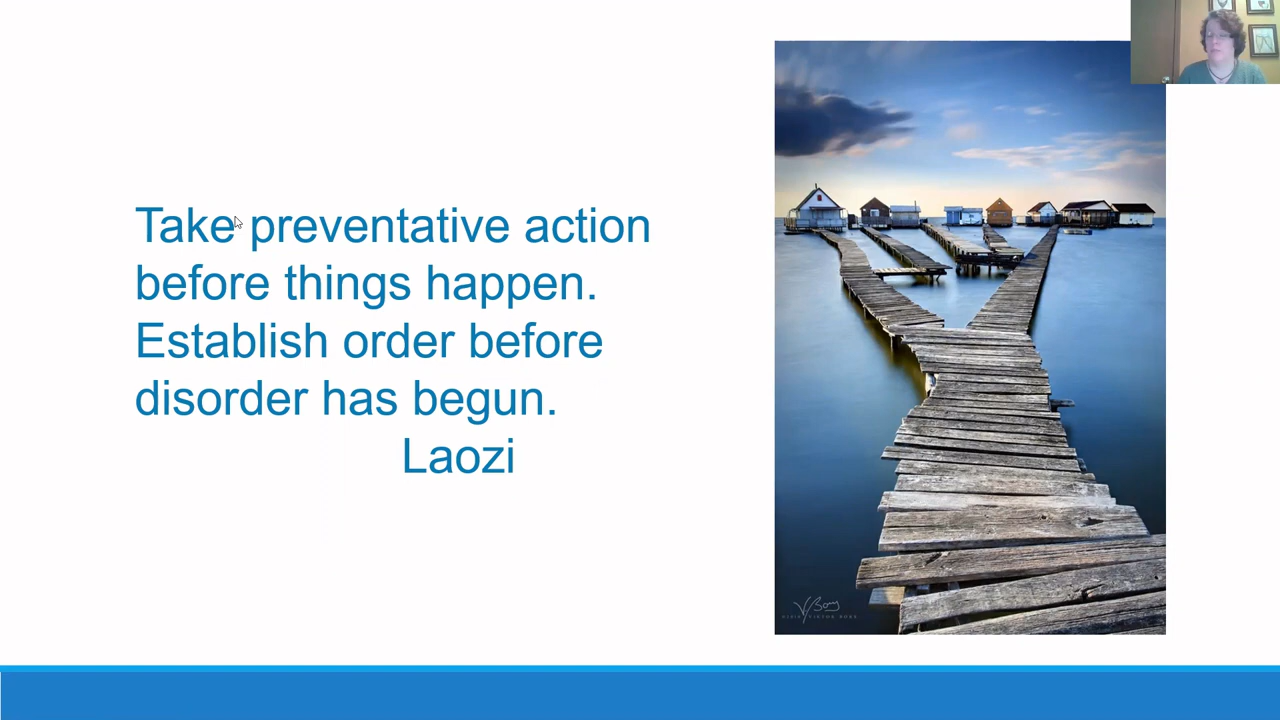 Take preventative action
before things happen.
Establish order before
disorder has begun.
Laozi